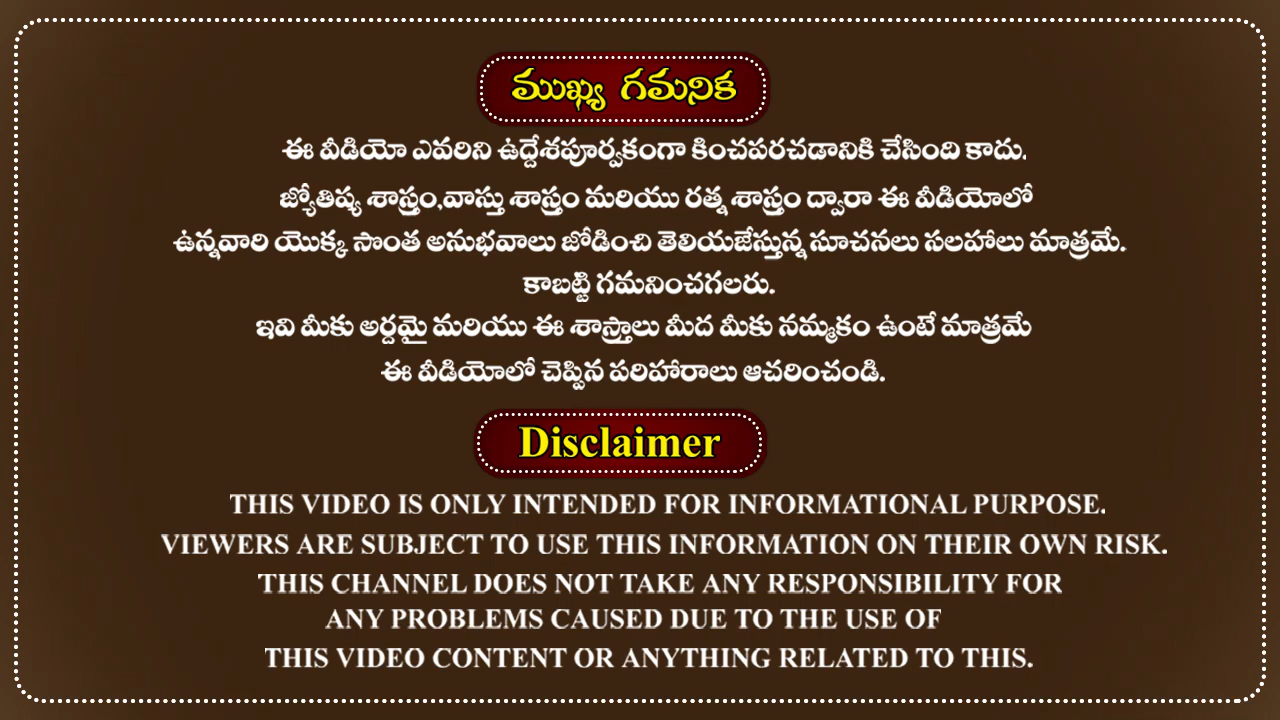 ముఖ్య గమనిక
ఈ వీడియో ఎవరిని ఉద్దేశపూర్వకంగా కించపరచడానికి చేసింది కాదు.
జ్యోతిష్య శాస్త్రం,వాస్తు శాస్త్రం మరియు రత్న శాస్త్రం ద్వారా ఈ వీడియోలో
ఉన్నవారి యొక్క సొంత అనుభవాలు జోడించి తెలియజేస్తున్న సూచనలు సలహాలు మాత్రమే.
కాబట్టి గమనించగలరు.
ఇవి మీకు అర్దమై మరియు ఈ శాస్త్రాలు మీద మీకు నమ్మకం ఉంటే మాత్రమే
ఈ వీడియోలో చెప్పిన పరిహారాలు ఆచరించండి.
Disclaimer
THIS VIDEO IS ONLY INTENDED FOR INFORMATIONAL PURPOSE.
VIEWERS ARE SUBJECT TO USE THIS INFORMATION ON THEIR OWN RISK.
THIS CHANNEL DOES NOT TAKE ANY RESPONSIBILITY FOR
ANY PROBLEMS CAUSED DUE TO THE USE OF
THIS VIDEO CONTENT OR ANYTHING RELATED TO THIS.